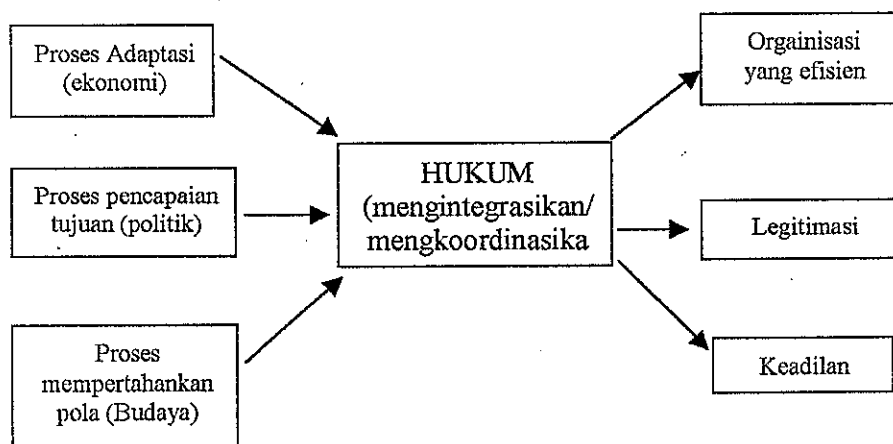 Proses Adaptasi
(ekonomi)
Proses pencapaian
tujuan (politik)
Proses
mempertahankan
pola (Budaya)
HUKUM
(mengintegrasikan/
mengkoordinasika
Orgainisasi
yang efisien
Legitimasi
Keadilan